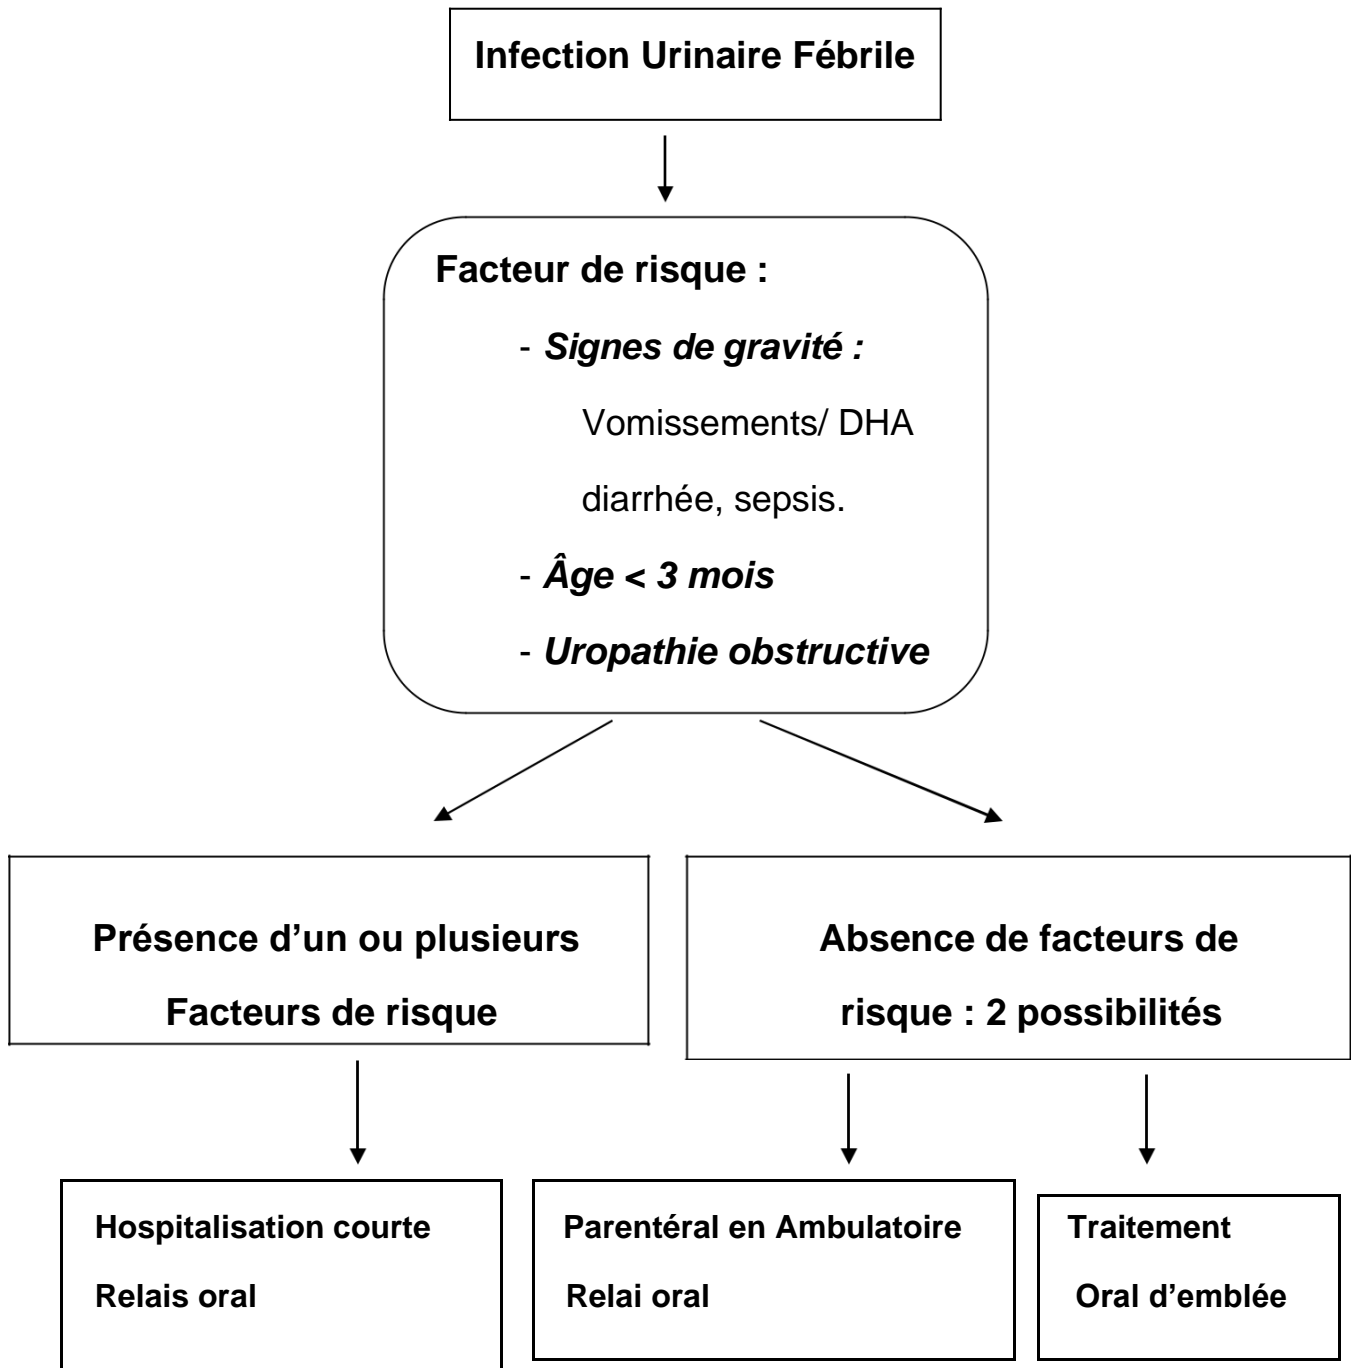 Infection Urinaire Fébrile
Facteur de risque :
- Signes de gravité :
Vomissements/ DHA
diarrhée, sepsis.
- Âge < 3 mois
- Uropathie obstructive
Présence d’un ou plusieurs
Facteurs de risque
Absence de facteurs de
risque : 2 possibilités
Hospitalisation courte
Relais oral
Parentéral en Ambulatoire
Relai oral
Traitement
Oral d’emblée